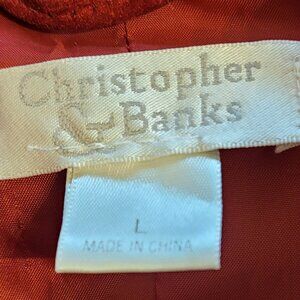 Christopher
& Banks
L
MADE IN CHINA